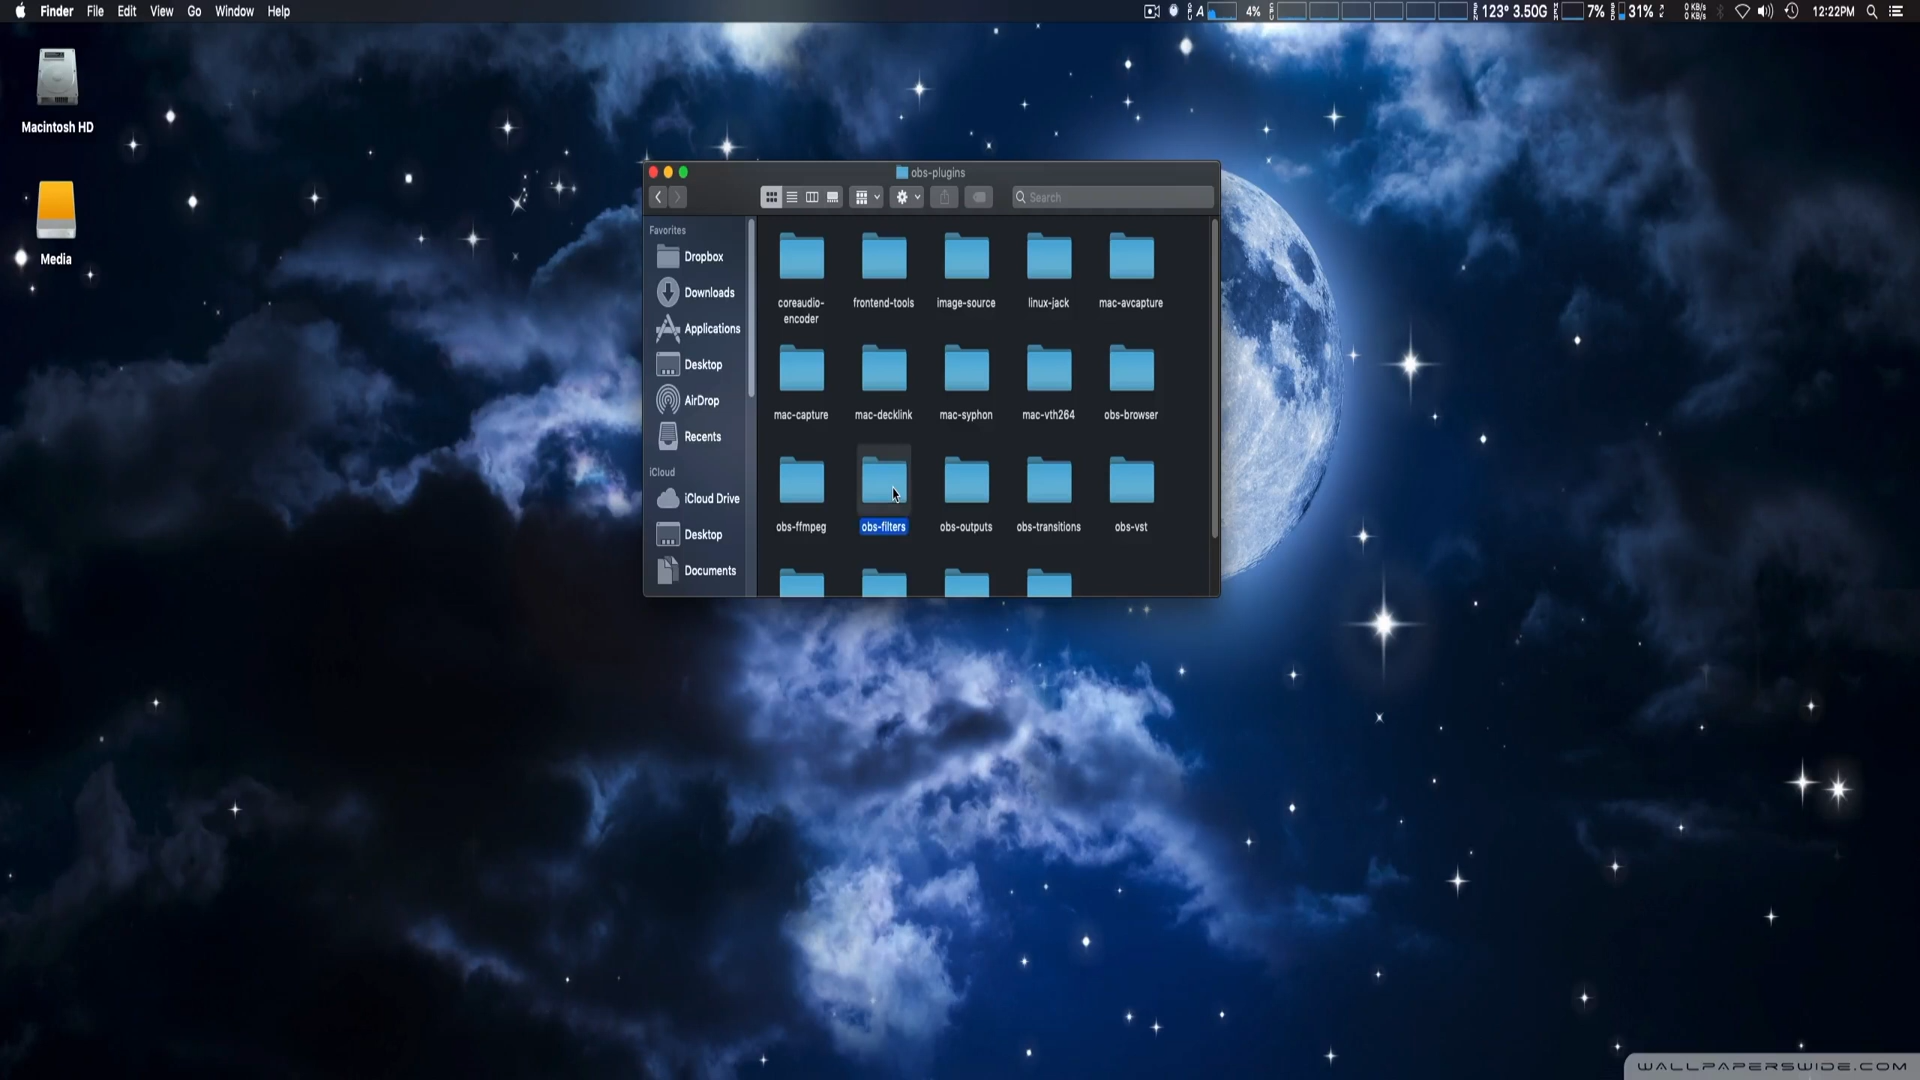 Finder File Edit View Go Window Help
A 4% 123° 3.50G 7% 31% 0 KB/s 0 KB/s 12:22PM
Macintosh HD
Media
obs-plugins
Search
Favorites
Dropbox
Downloads
Applications
Desktop
AirDrop
Recents
iCloud
iCloud Drive
Desktop
Documents
coreaudio-
encoder
frontend-tools
image-source
linux-jack
mac-avcapture
mac-capture
mac-decklink
mac-syphon
mac-vth264
obs-browser
obs-ffmpeg
obs-filters
obs-outputs
obs-transitions
obs-vst
WALLPAPERSWIDE.COM